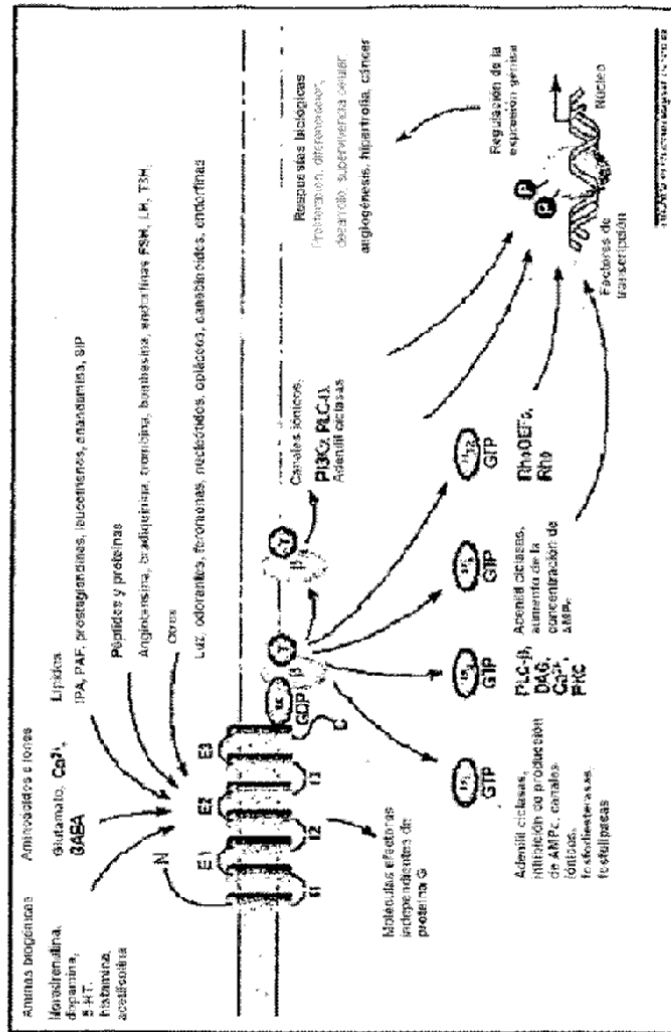 Aminas biogénicas
Noradrenalina,
dopamina,
5-HT,
histamina,
acetilcolina
Aminoácidos e iones
Glutamato, Ca²⁺,
GABA
Lípidos
PAF, prostaglandinas, leucotrienos, anandamina, SIP
Péptidos y proteínas
Angiotensina, bradiquinina, trombina, bombesina, endorfinas FSH, LH, TSH,
Otros
Luz, odorantes, feromonas, nucleótidos, opiáceos, canabinoides, endorfinas
N
E1
E2
E3
I1
I2
I3
C
GDP
β
γ
β
γ
Canales iónicos,
PLC-β,
Adenilil ciclasas
Respuestas biológicas
Proliferación, diferenciación,
desarrollo, supervivencia celular,
angiogénesis, hipertrofia, cáncer
Moléculas efectoras
independientes de
proteína G
GTP
Adenilil ciclasas,
inhibición de producción
de AMPc, canales
iónicos,
fosfodiesterasas,
fosfolipasas
GTP
PLC-β,
DAG,
Ca²⁺,
PKC
GTP
Adenilil ciclasas,
aumento de la
concentración de
AMPc
GTP
Rho
Regulación de la
expresión génica
P
P
Núcleo
Factores de
transcripción